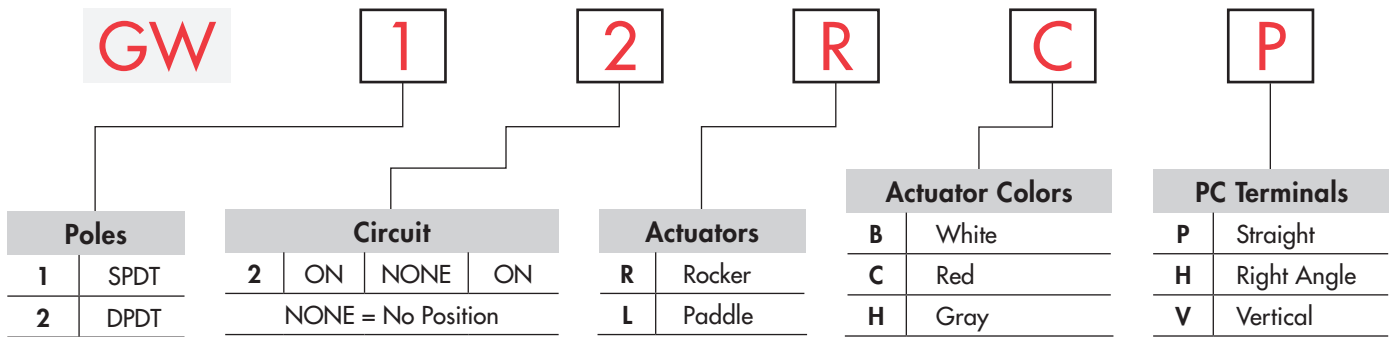 GW 1 2 R C P
Actuator Colors PC Terminals
Poles Circuit Actuators B White P Straight
1 SPDT 2 ON NONE ON R Rocker C Red H Right Angle
2 DPDT NONE = No Position L Paddle H Gray V Vertical